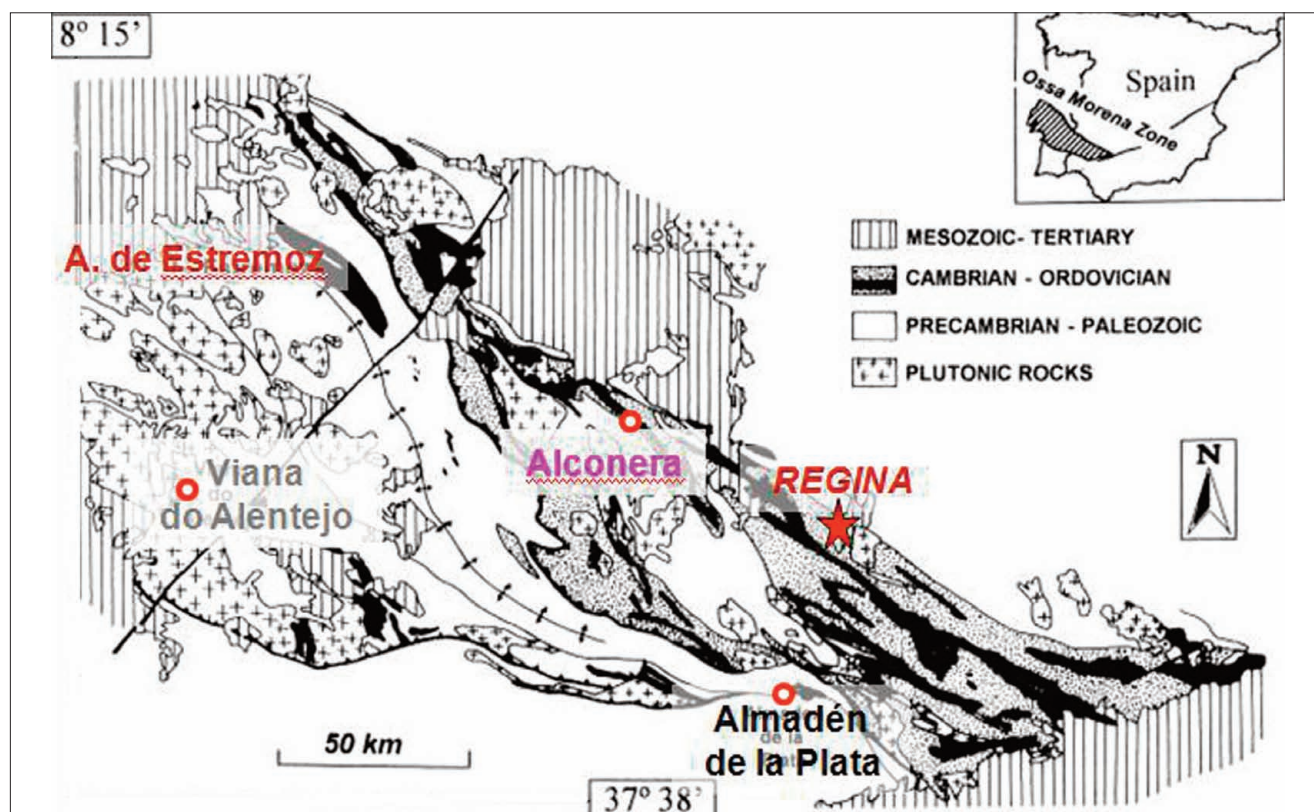 8º 15’
Spain
Ossa Morena Zone
MESOZOIC- TERTIARY
CAMBRIAN - ORDOVICIAN
PRECAMBRIAN - PALEOZOIC
PLUTONIC ROCKS
A. de Estremoz
N
Alconera
REGINA
Viana
do Alentejo
50 km
Almadén
de la Plata
37º 38’